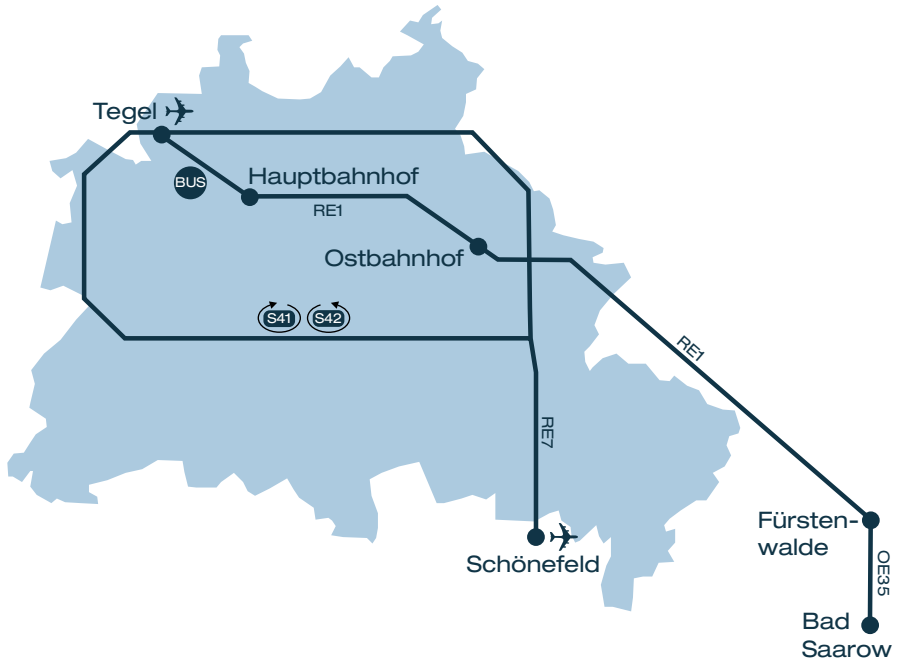 Tegel
BUS
Hauptbahnhof
RE1
Ostbahnhof
S41
S42
RE1
RE7
Schönefeld
Fürsten-
walde
OE35
Bad
Saarow